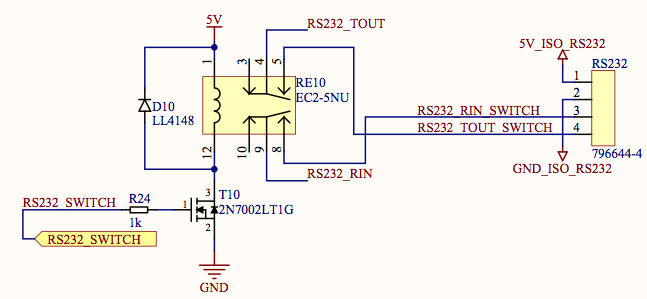 5V
RS232_TOUT
1
3
4
5
RE10
EC2-5NU
D10
LL4148
12
10
9
8
RS232_RIN
5V_ISO_RS232
RS232
1
2
3
4
RS232_RIN_SWITCH
RS232_TOUT_SWITCH
796644-4
GND_ISO_RS232
RS232_SWITCH
R24
1k
T10
2N7002LT1G
3
1
2
RS232_SWITCH
GND